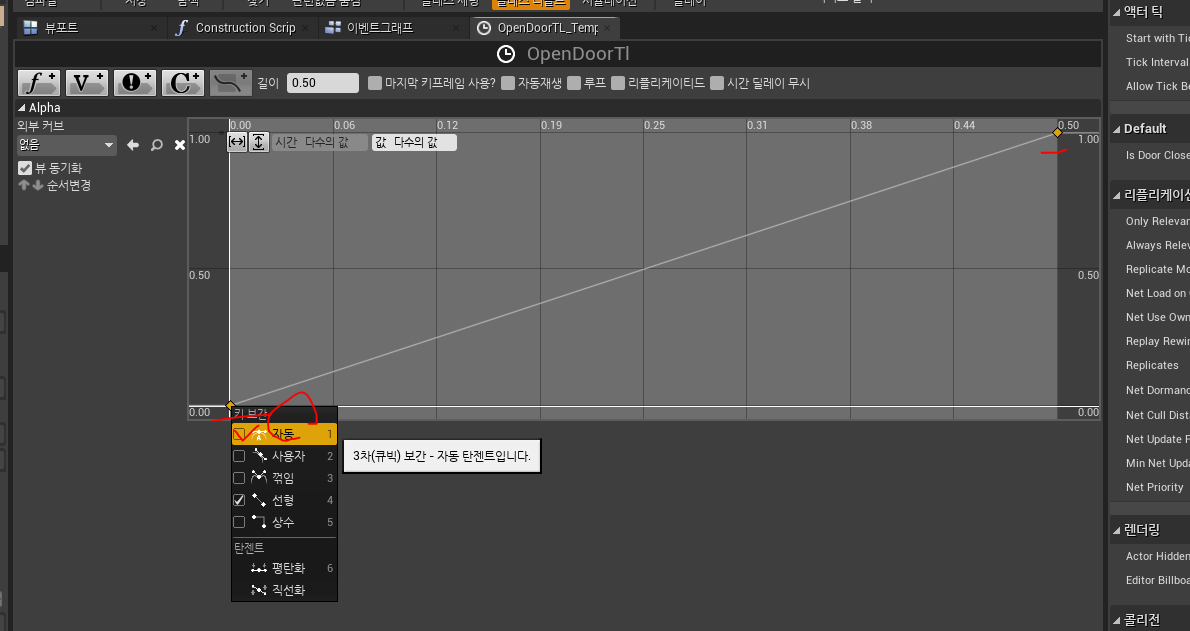 뷰포트
Construction Scrip
이벤트그래프
OpenDoorTL_Temp
OpenDoorTl
길이 0.50 마지막 키프레임 사용? 자동재생 루프 리플리케이티드 시간 딜레이 무시
Alpha
외부 커브
없음
뷰 동기화
순서변경
0.00 0.06 0.12 0.19 0.25 0.31 0.38 0.44 0.50
1.00 시간 다수의 값 값 다수의 값 1.00
0.50 0.50
0.00 0.00
키 보간
자동 1
사용자 2
꺾임 3
선형 4
상수 5
탄젠트
평탄화 6
직선화
3차(큐빅) 보간 - 자동 탄젠트입니다.
액터 틱
Start with Tic
Tick Interval
Allow Tick Be
Default
Is Door Close
리플리케이션
Only Relevan
Always Relev
Replicate Mo
Net Load on
Net Use Own
Replay Rewin
Replicates
Net Dormanc
Net Cull Dista
Net Update F
Min Net Upda
Net Priority
렌더링
Actor Hidden
Editor Billboa
콜리전